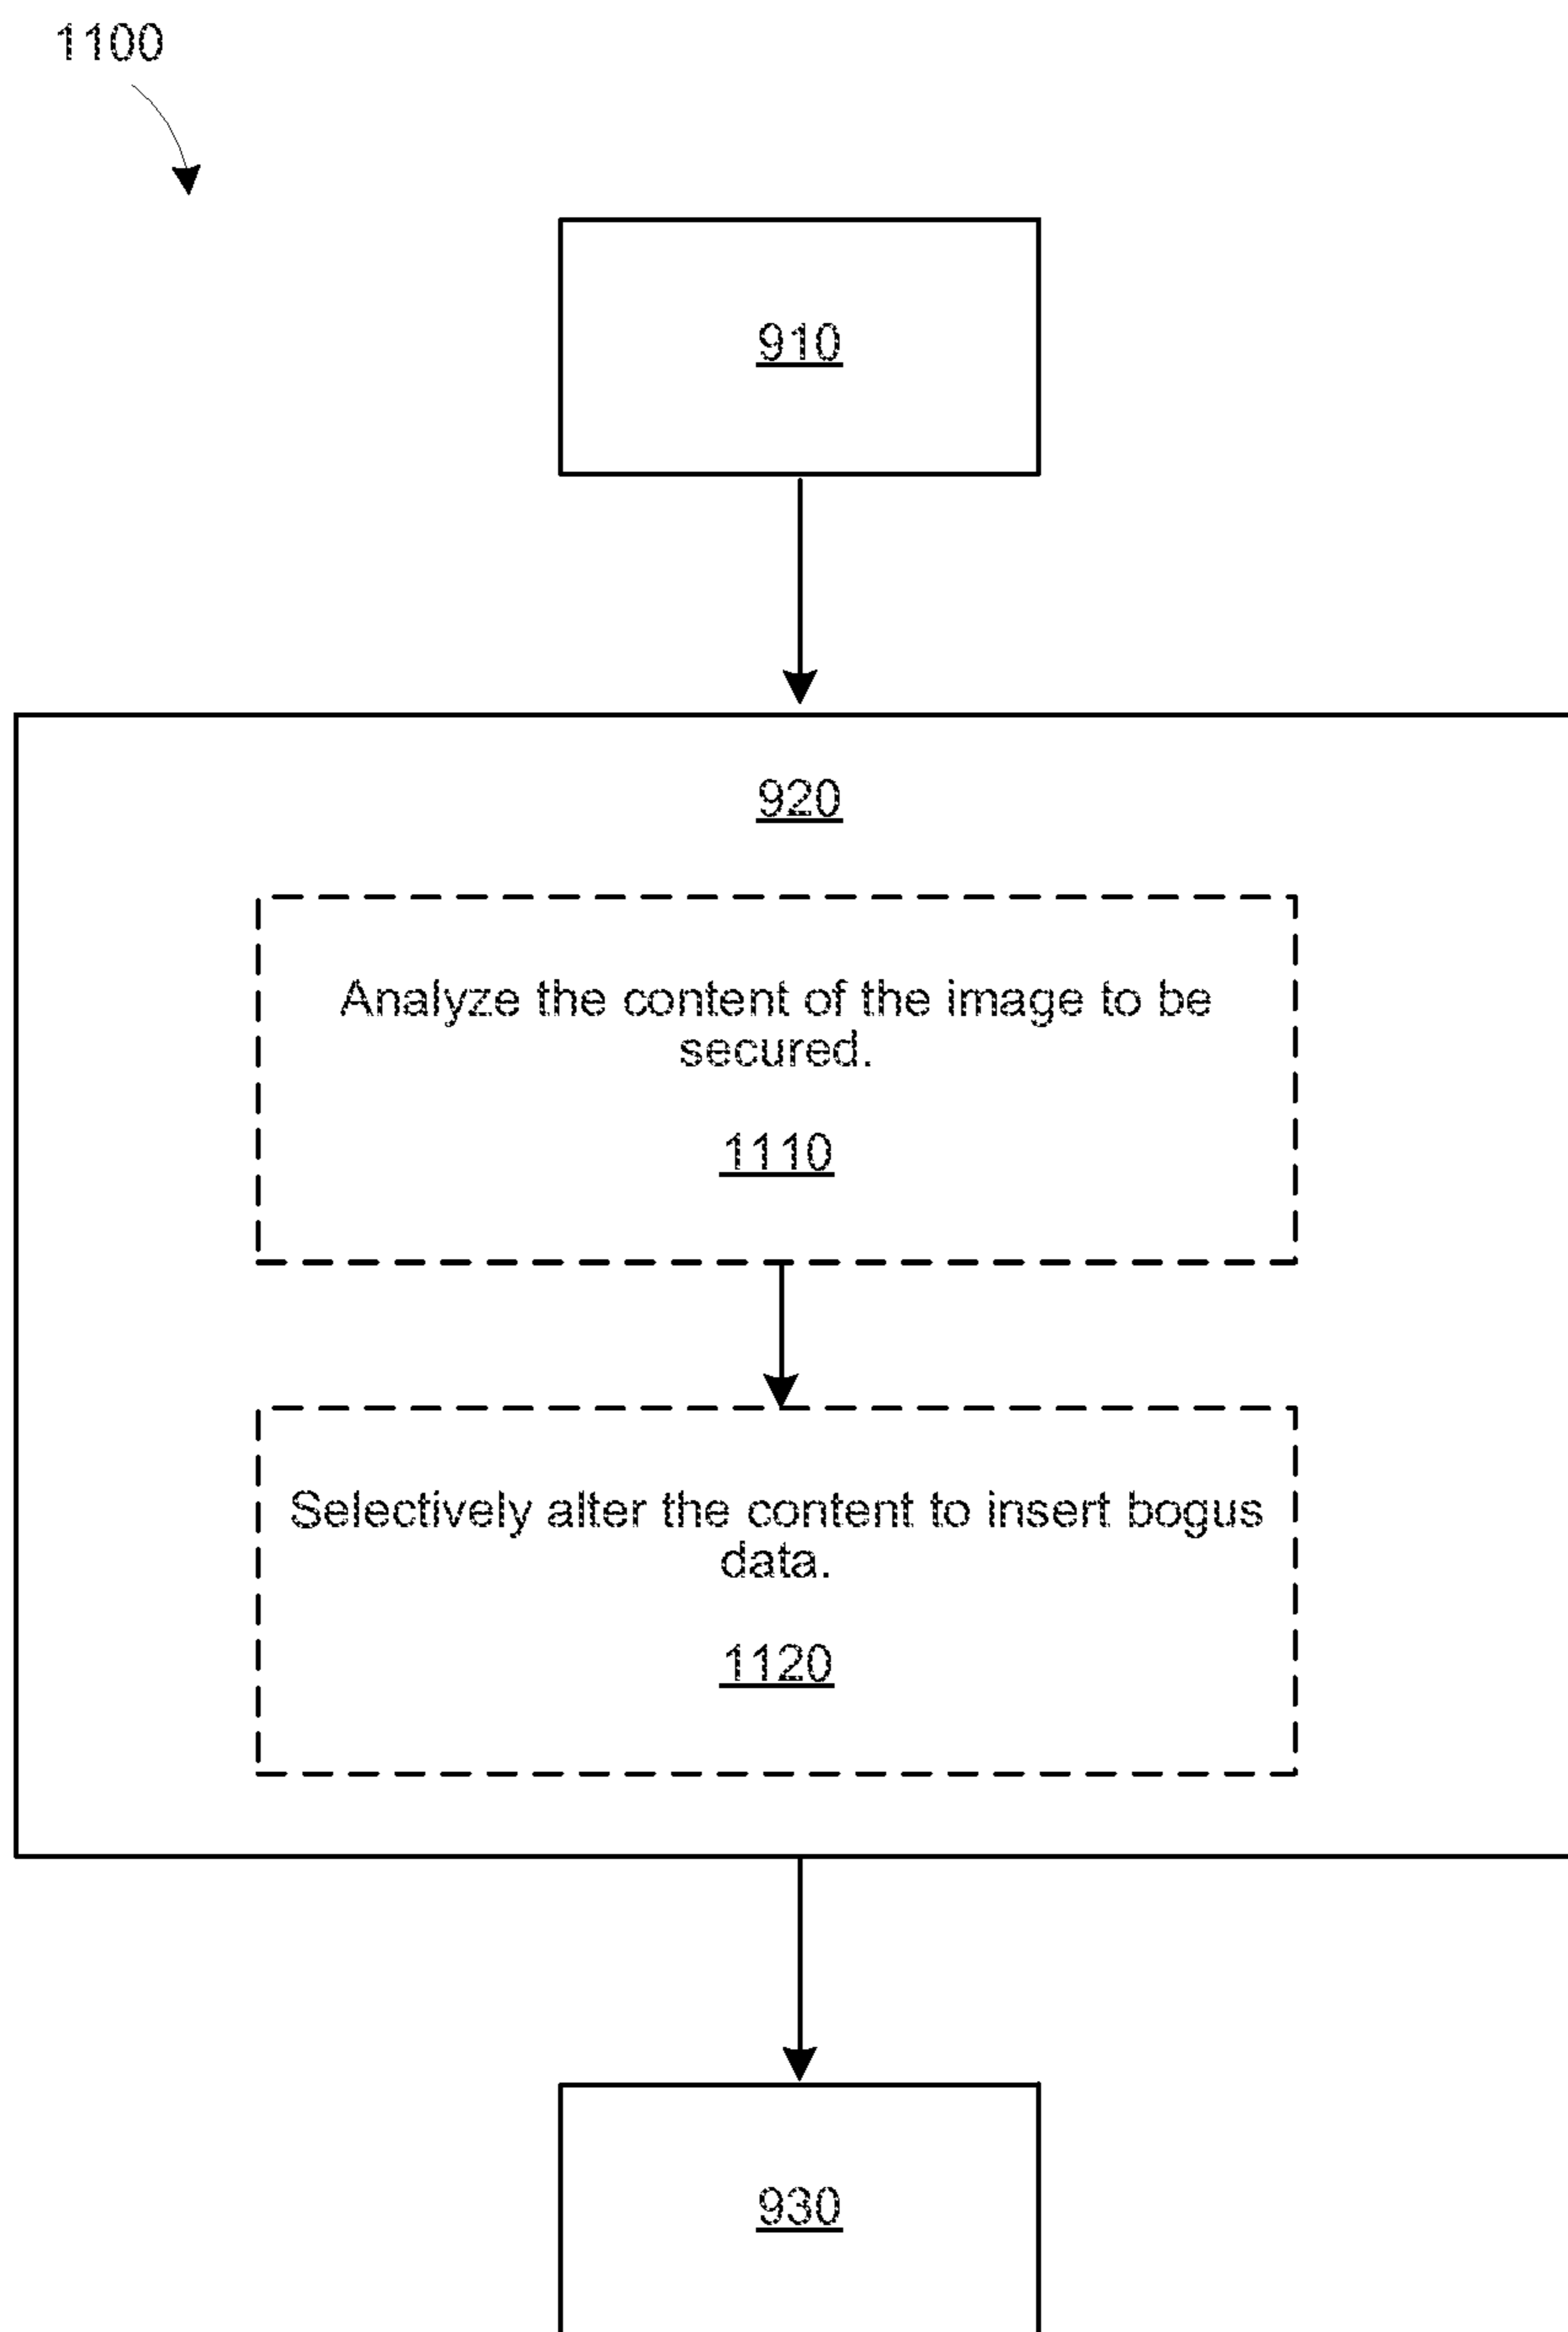 1100
910
920
Analyze the content of the image to be
secured.
1110
Selectively alter the content to insert bogus
data.
1120
930